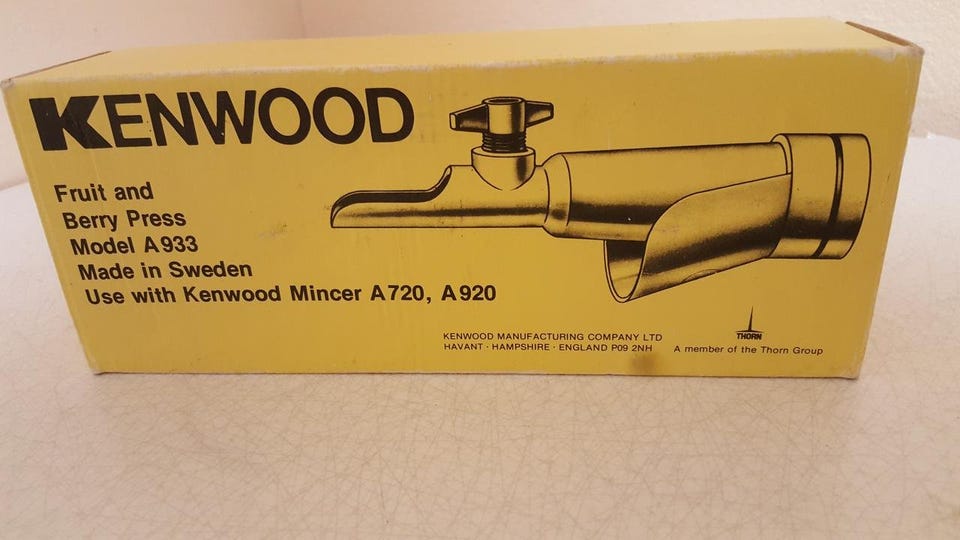 KENWOOD
Fruit and
Berry Press
Model A933
Made in Sweden
Use with Kenwood Mincer A720, A920
KENWOOD MANUFACTURING COMPANY LTD
HAVANT · HAMPSHIRE · ENGLAND P09 2NH
THORN
A member of the Thorn Group